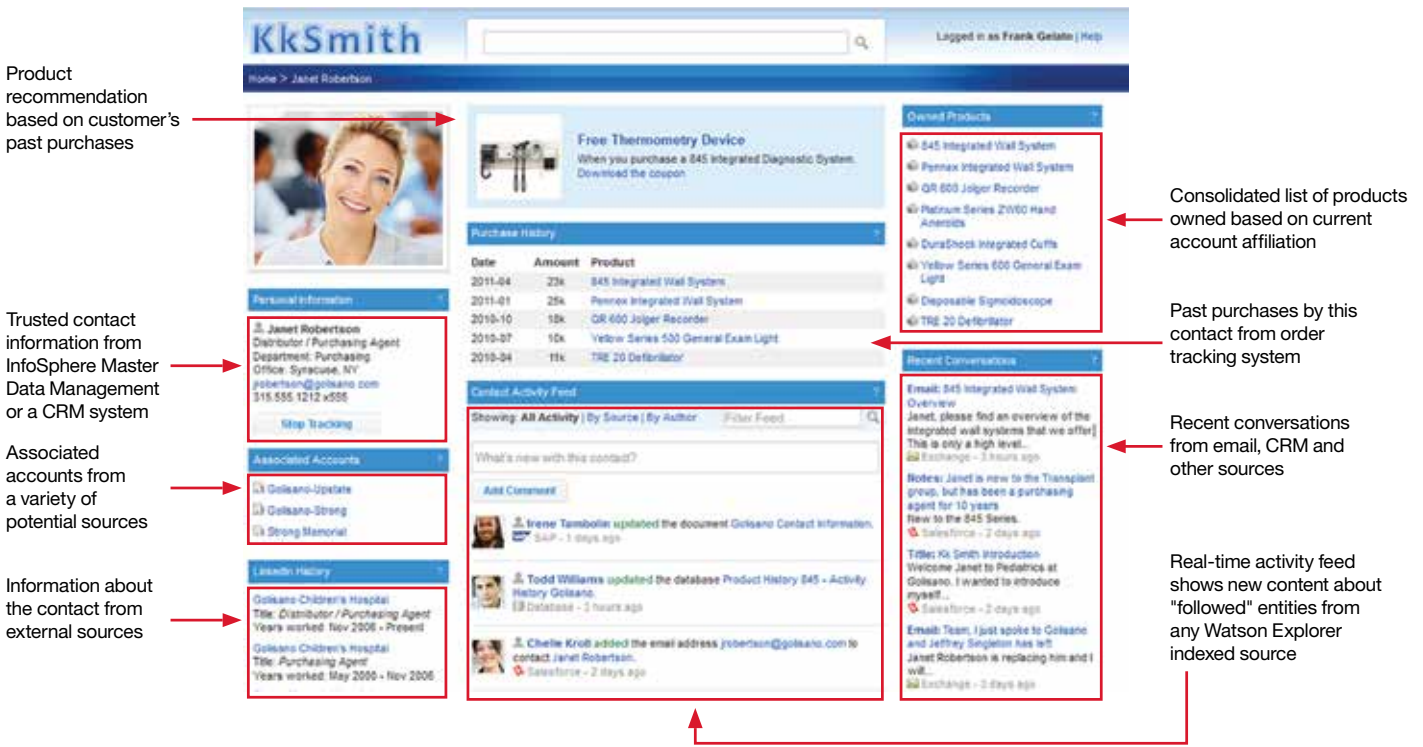 KkSmith
Logged in as Frank Gelato | Help
Home > Janet Robertson
Product
recommendation
based on customer's
past purchases
Trusted contact
information from
InfoSphere Master
Data Management
or a CRM system
Associated
accounts from
a variety of
potential sources
Information about
the contact from
external sources
Personal Information ?
Janet Robertson
Distributor / Purchasing Agent
Department: Purchasing
Office: Syracuse, NY
jrobertson@golisano.com
315.555.1212 x555
Stop Tracking
Associated Accounts ?
Golisano-Upstate
Golisano-Strong
Strong Memorial
LinkedIn History ?
Golisano Children's Hospital
Title: Distributor / Purchasing Agent
Years worked: Nov 2006 - Present
Golisano Children's Hospital
Title: Purchasing Agent
Years worked: May 2000 - Nov 2006
Free Thermometry Device
When you purchase a 845 Integrated Diagnostic System.
Download the coupon
Purchase History ?
Date Amount Product
2011-04 23k 845 Integrated Wall System
2011-01 25k Pennex Integrated Wall System
2010-10 18k QR 600 Jolger Recorder
2010-07 10k Yellow Series 500 General Exam Light
2010-04 11k TRE 20 Defibrillator
Contact Activity Feed ?
Showing: All Activity | By Source | By Author Filter Feed
What's new with this contact?
Add Comment
Irene Tambolin updated the document Golisano Contact Information.
SAP - 1 days ago
Todd Williams updated the database Product History 845 - Activity
History Golisano.
Database - 2 hours ago
Chelle Kroll added the email address jrobertson@golisano.com to
contact Janet Robertson.
Salesforce - 2 days ago
Owned Products ?
845 Integrated Wall System
Pennex Integrated Wall System
QR 600 Jolger Recorder
Platinum Series ZW60 Hand
Aneroids
DuraShock Integrated Cuffs
Yellow Series 600 General Exam
Light
Disposable Sigmoidoscope
TRE 20 Defibrilator
Recent Conversations ?
Email: 845 Integrated Wall System
Overview
Janet, please find an overview of the
integrated wall systems that we offer
This is only a high level...
Exchange - 3 hours ago
Notes: Janet is new to the Transplant
group, but has been a purchasing
agent for 10 years
New to the 845 Series.
Salesforce - 2 days ago
Title: Kk Smith Introduction
Welcome Janet to Pediatrics at
Golisano. I wanted to introduce
myself...
Salesforce - 2 days ago
Email: Team, I just spoke to Golisano
and Jeffrey Singleton has left
Janet Robertson is replacing him and I
will...
Exchange - 2 days ago
Consolidated list of products
owned based on current
account affiliation
Past purchases by this
contact from order
tracking system
Recent conversations
from email, CRM and
other sources
Real-time activity feed
shows new content about
"followed" entities from
any Watson Explorer
indexed source